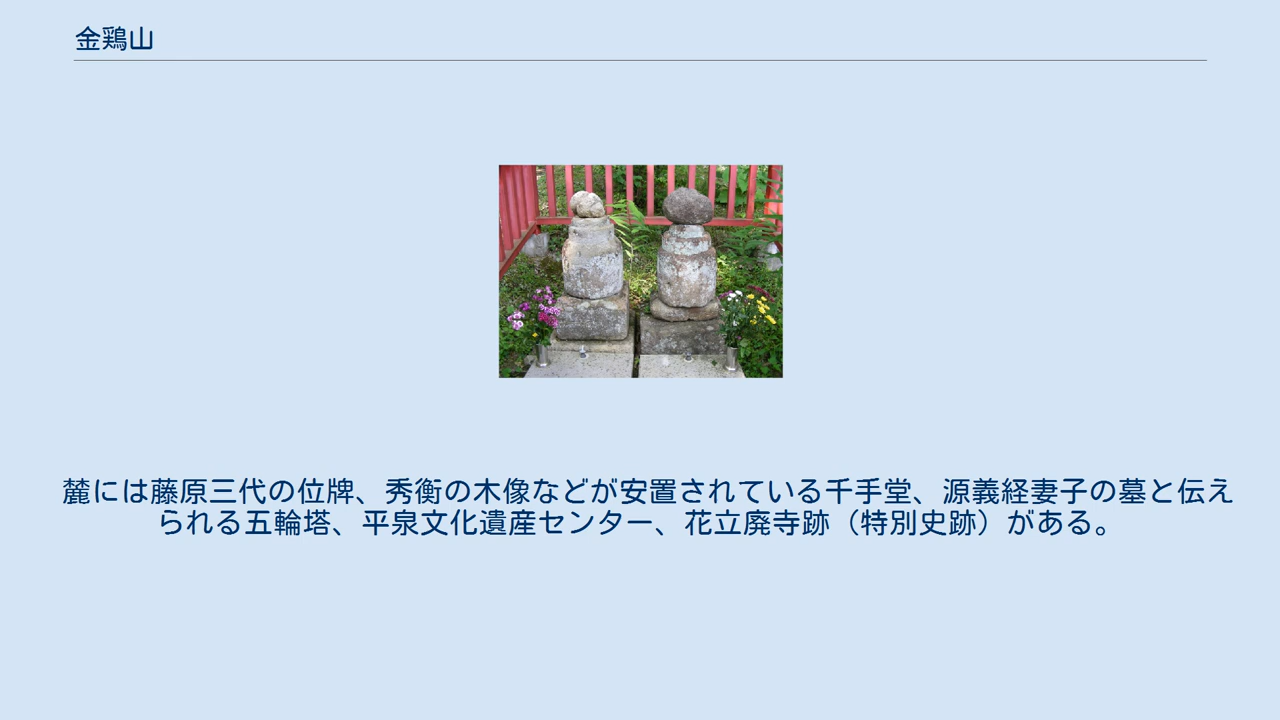 金鶏山
麓には藤原三代の位牌、秀衡の木像などが安置されている千手堂、源義経妻子の墓と伝え
られる五輪塔、平泉文化遺産センター、花立廃寺跡（特別史跡）がある。